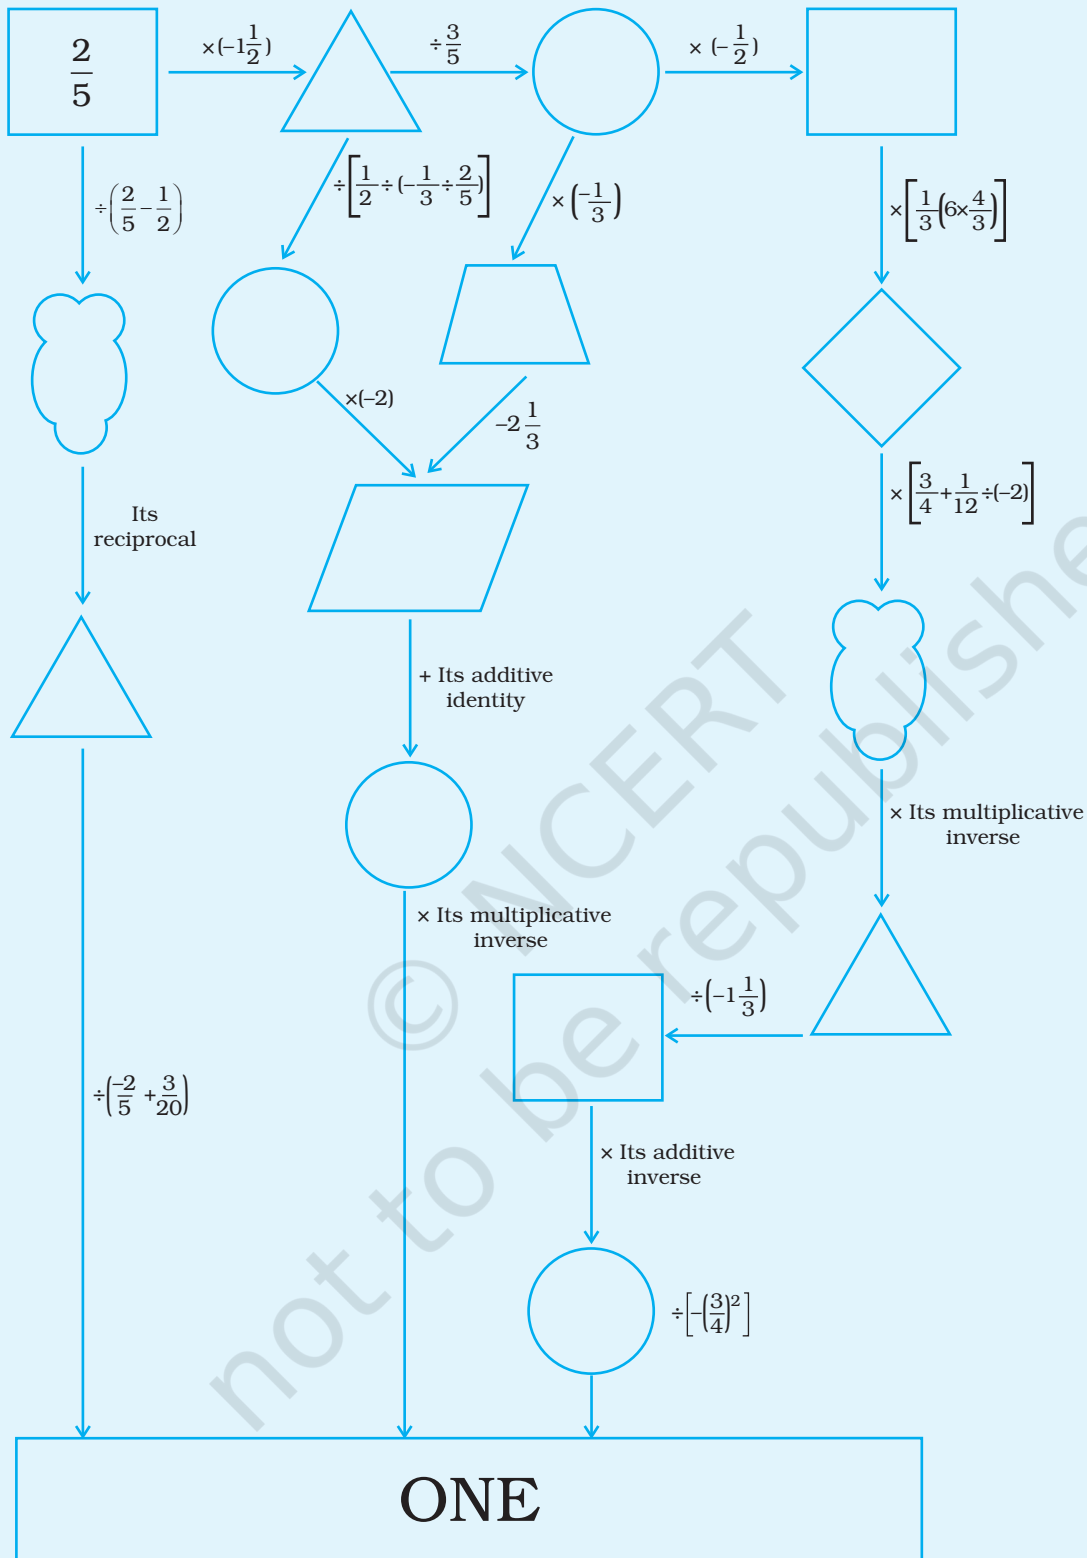 2/5
×(−1 1/2)
÷ 3/5
× (−1/2)
÷(2/5 − 1/2)
÷[1/2 ÷ (−1/3 ÷ 2/5)]
× (−1/3)
×[1/3(6×4/3)]
×(−2)
−2 1/3
×[3/4 + 1/12 ÷(−2)]
Its
reciprocal
+ Its additive
identity
× Its multiplicative
inverse
× Its multiplicative
inverse
÷(−1 1/3)
÷(−2/5 + 3/20)
× Its additive
inverse
÷[−(3/4)²]
ONE
© NCERT
not to be republishe